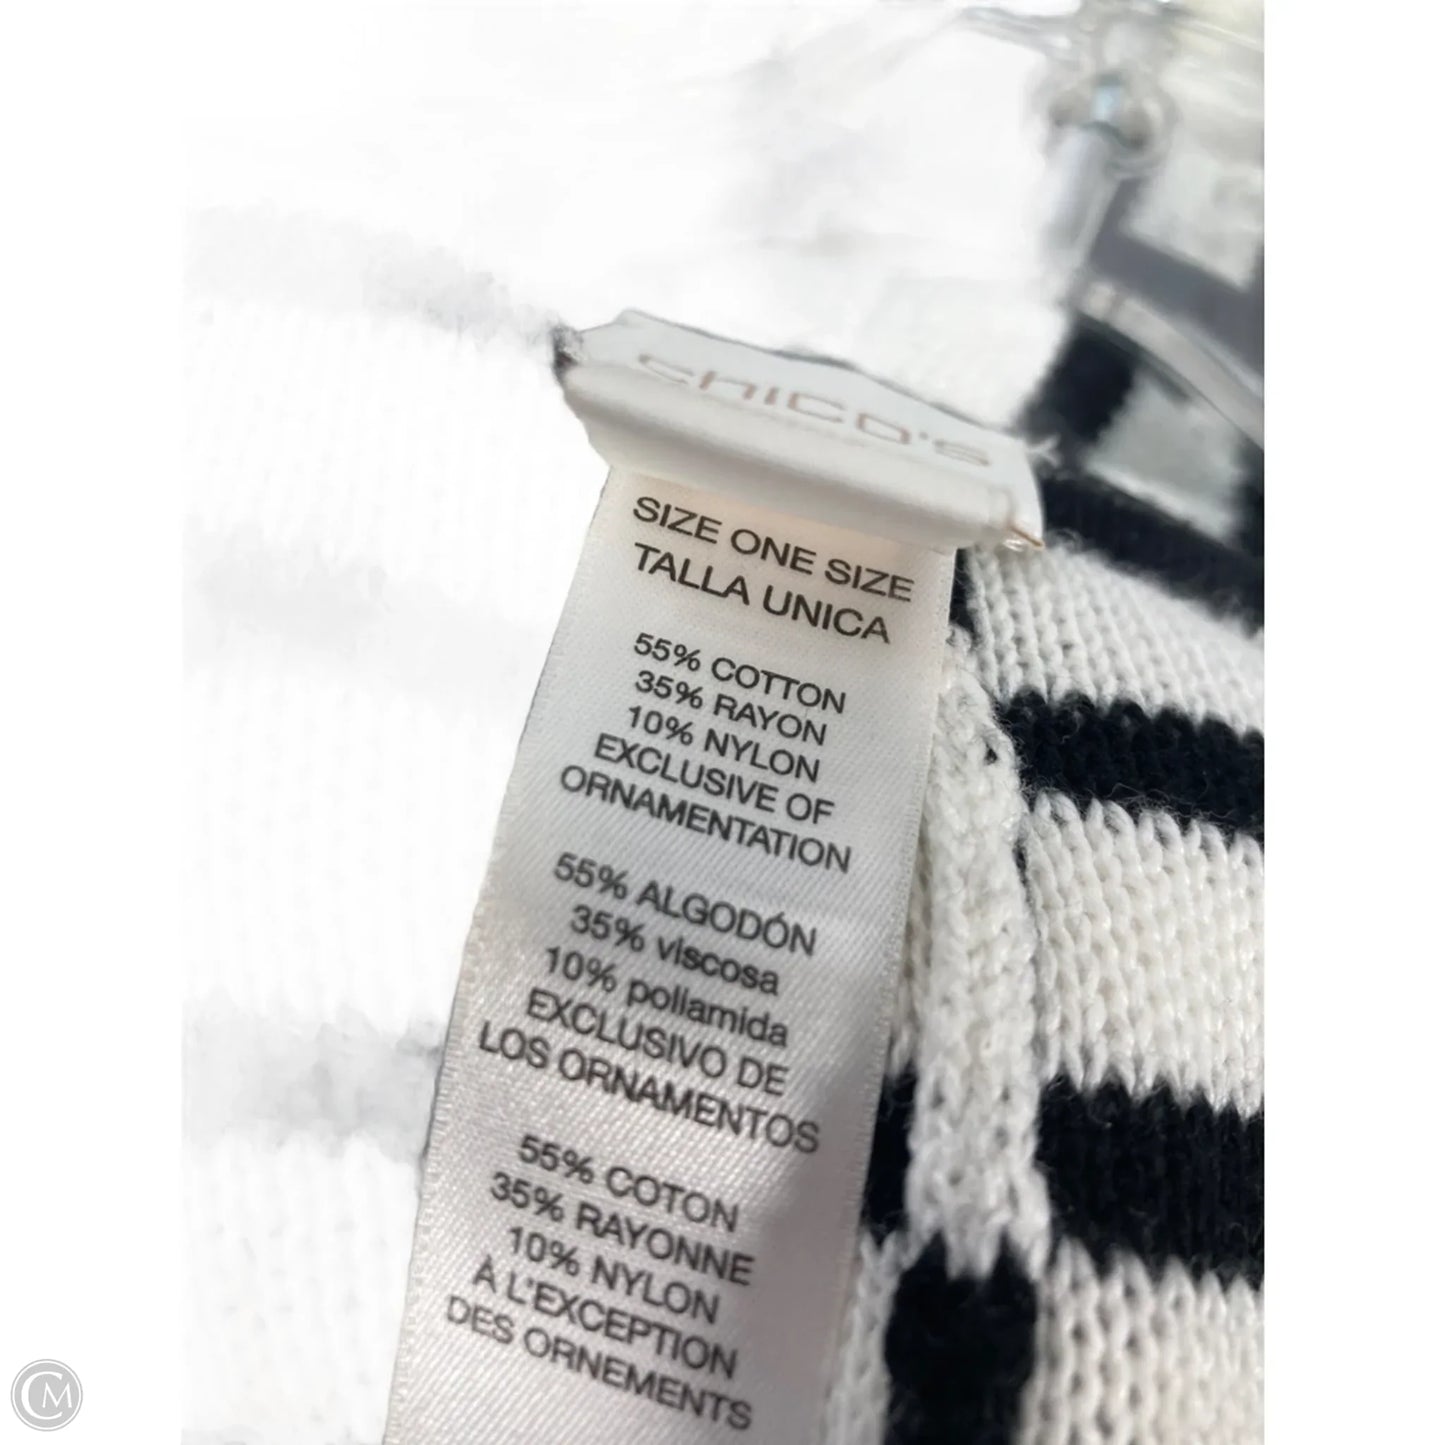 CHICO'S
SIZE ONE SIZE
TALLA UNICA
55% COTTON
35% RAYON
10% NYLON
EXCLUSIVE OF
ORNAMENTATION
55% ALGODÓN
35% viscosa
10% poliamida
EXCLUSIVO DE
LOS ORNAMENTOS
55% COTON
35% RAYONNE
10% NYLON
À L'EXCEPTION
DES ORNEMENTS
CM